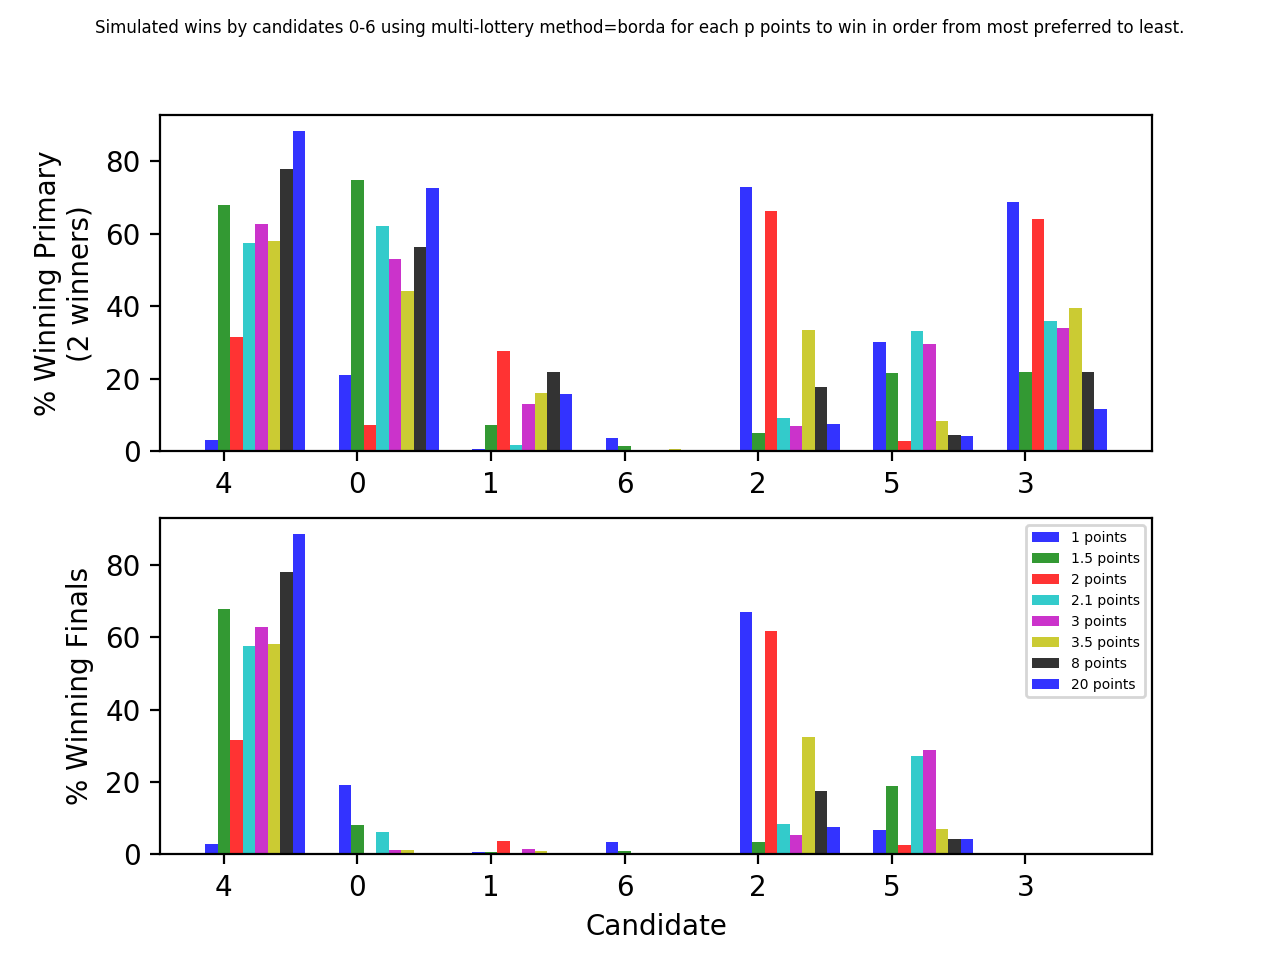 Simulated wins by candidates 0-6 using multi-lottery method=borda for each p points to win in order from most preferred to least.
% Winning Primary
(2 winners)
80
60
40
20
0
4 0 1 6 2 5 3
% Winning Finals
80
60
40
20
0
1 points
1.5 points
2 points
2.1 points
3 points
3.5 points
8 points
20 points
4 0 1 6 2 5 3
Candidate